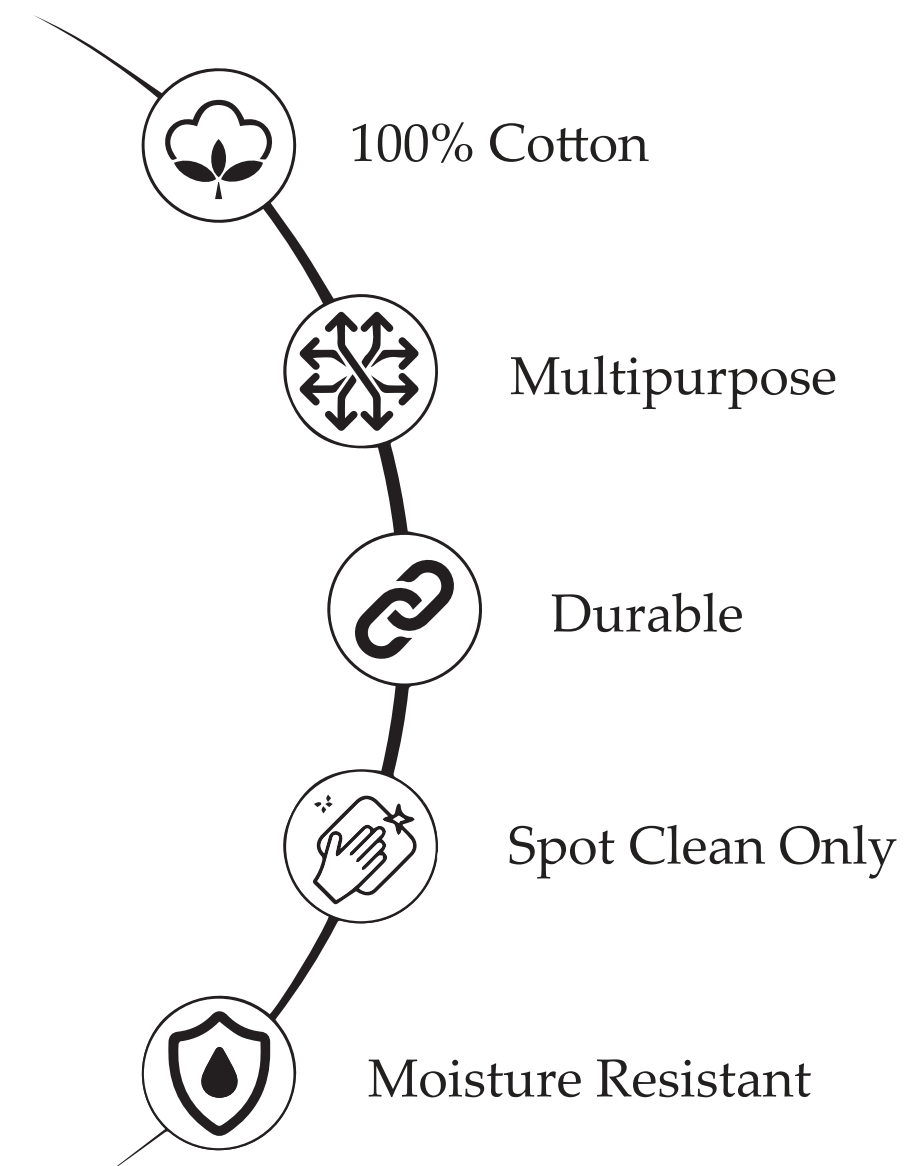 100% Cotton
Multipurpose
Durable
Spot Clean Only
Moisture Resistant